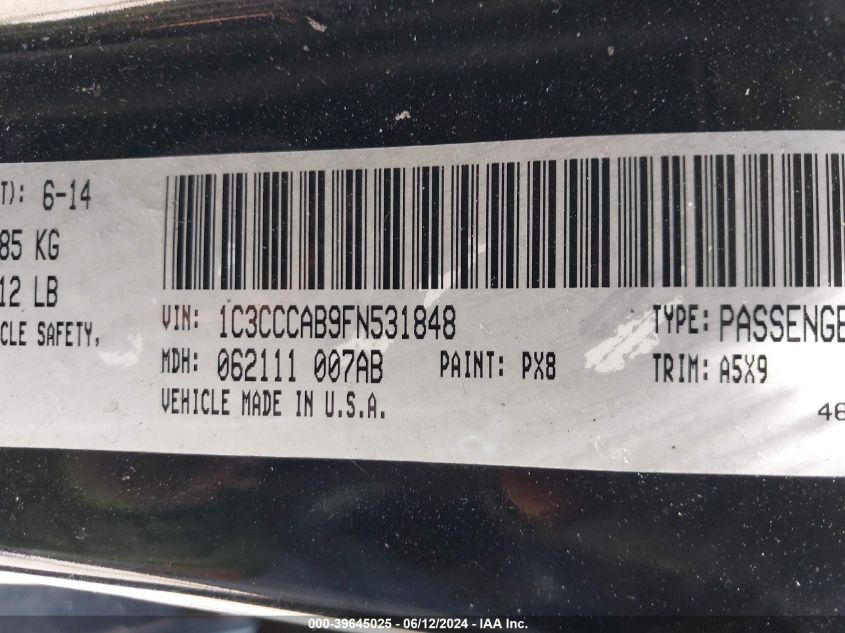 T): 6-14
85 KG
12 LB
CLE SAFETY,
VIN: 1C3CCCAB9FN531848 TYPE: PASSENGE
MDH: 062111 007AB PAINT: PX8 TRIM: A5X9
VEHICLE MADE IN U.S.A.
48
000-39645025 - 06/12/2024 - IAA Inc.